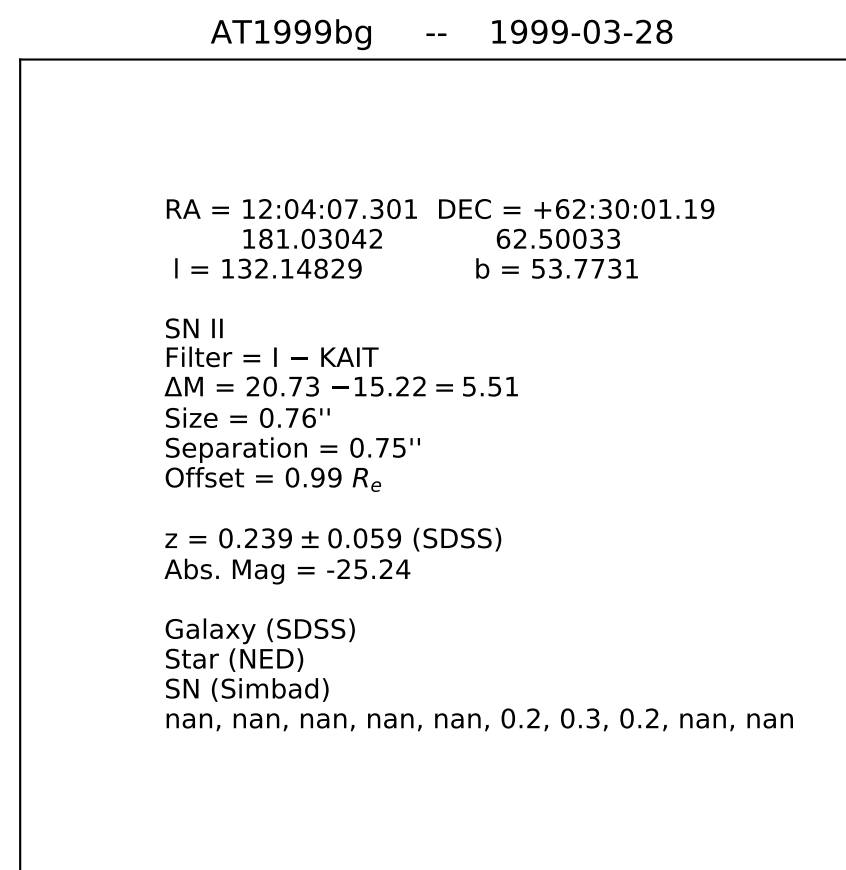 AT1999bg -- 1999-03-28
RA = 12:04:07.301 DEC = +62:30:01.19
181.03042 62.50033
l = 132.14829 b = 53.7731
SN II
Filter = I − KAIT
ΔM = 20.73 −15.22 = 5.51
Size = 0.76''
Separation = 0.75''
Offset = 0.99 Rₑ
z = 0.239 ± 0.059 (SDSS)
Abs. Mag = -25.24
Galaxy (SDSS)
Star (NED)
SN (Simbad)
nan, nan, nan, nan, nan, 0.2, 0.3, 0.2, nan, nan